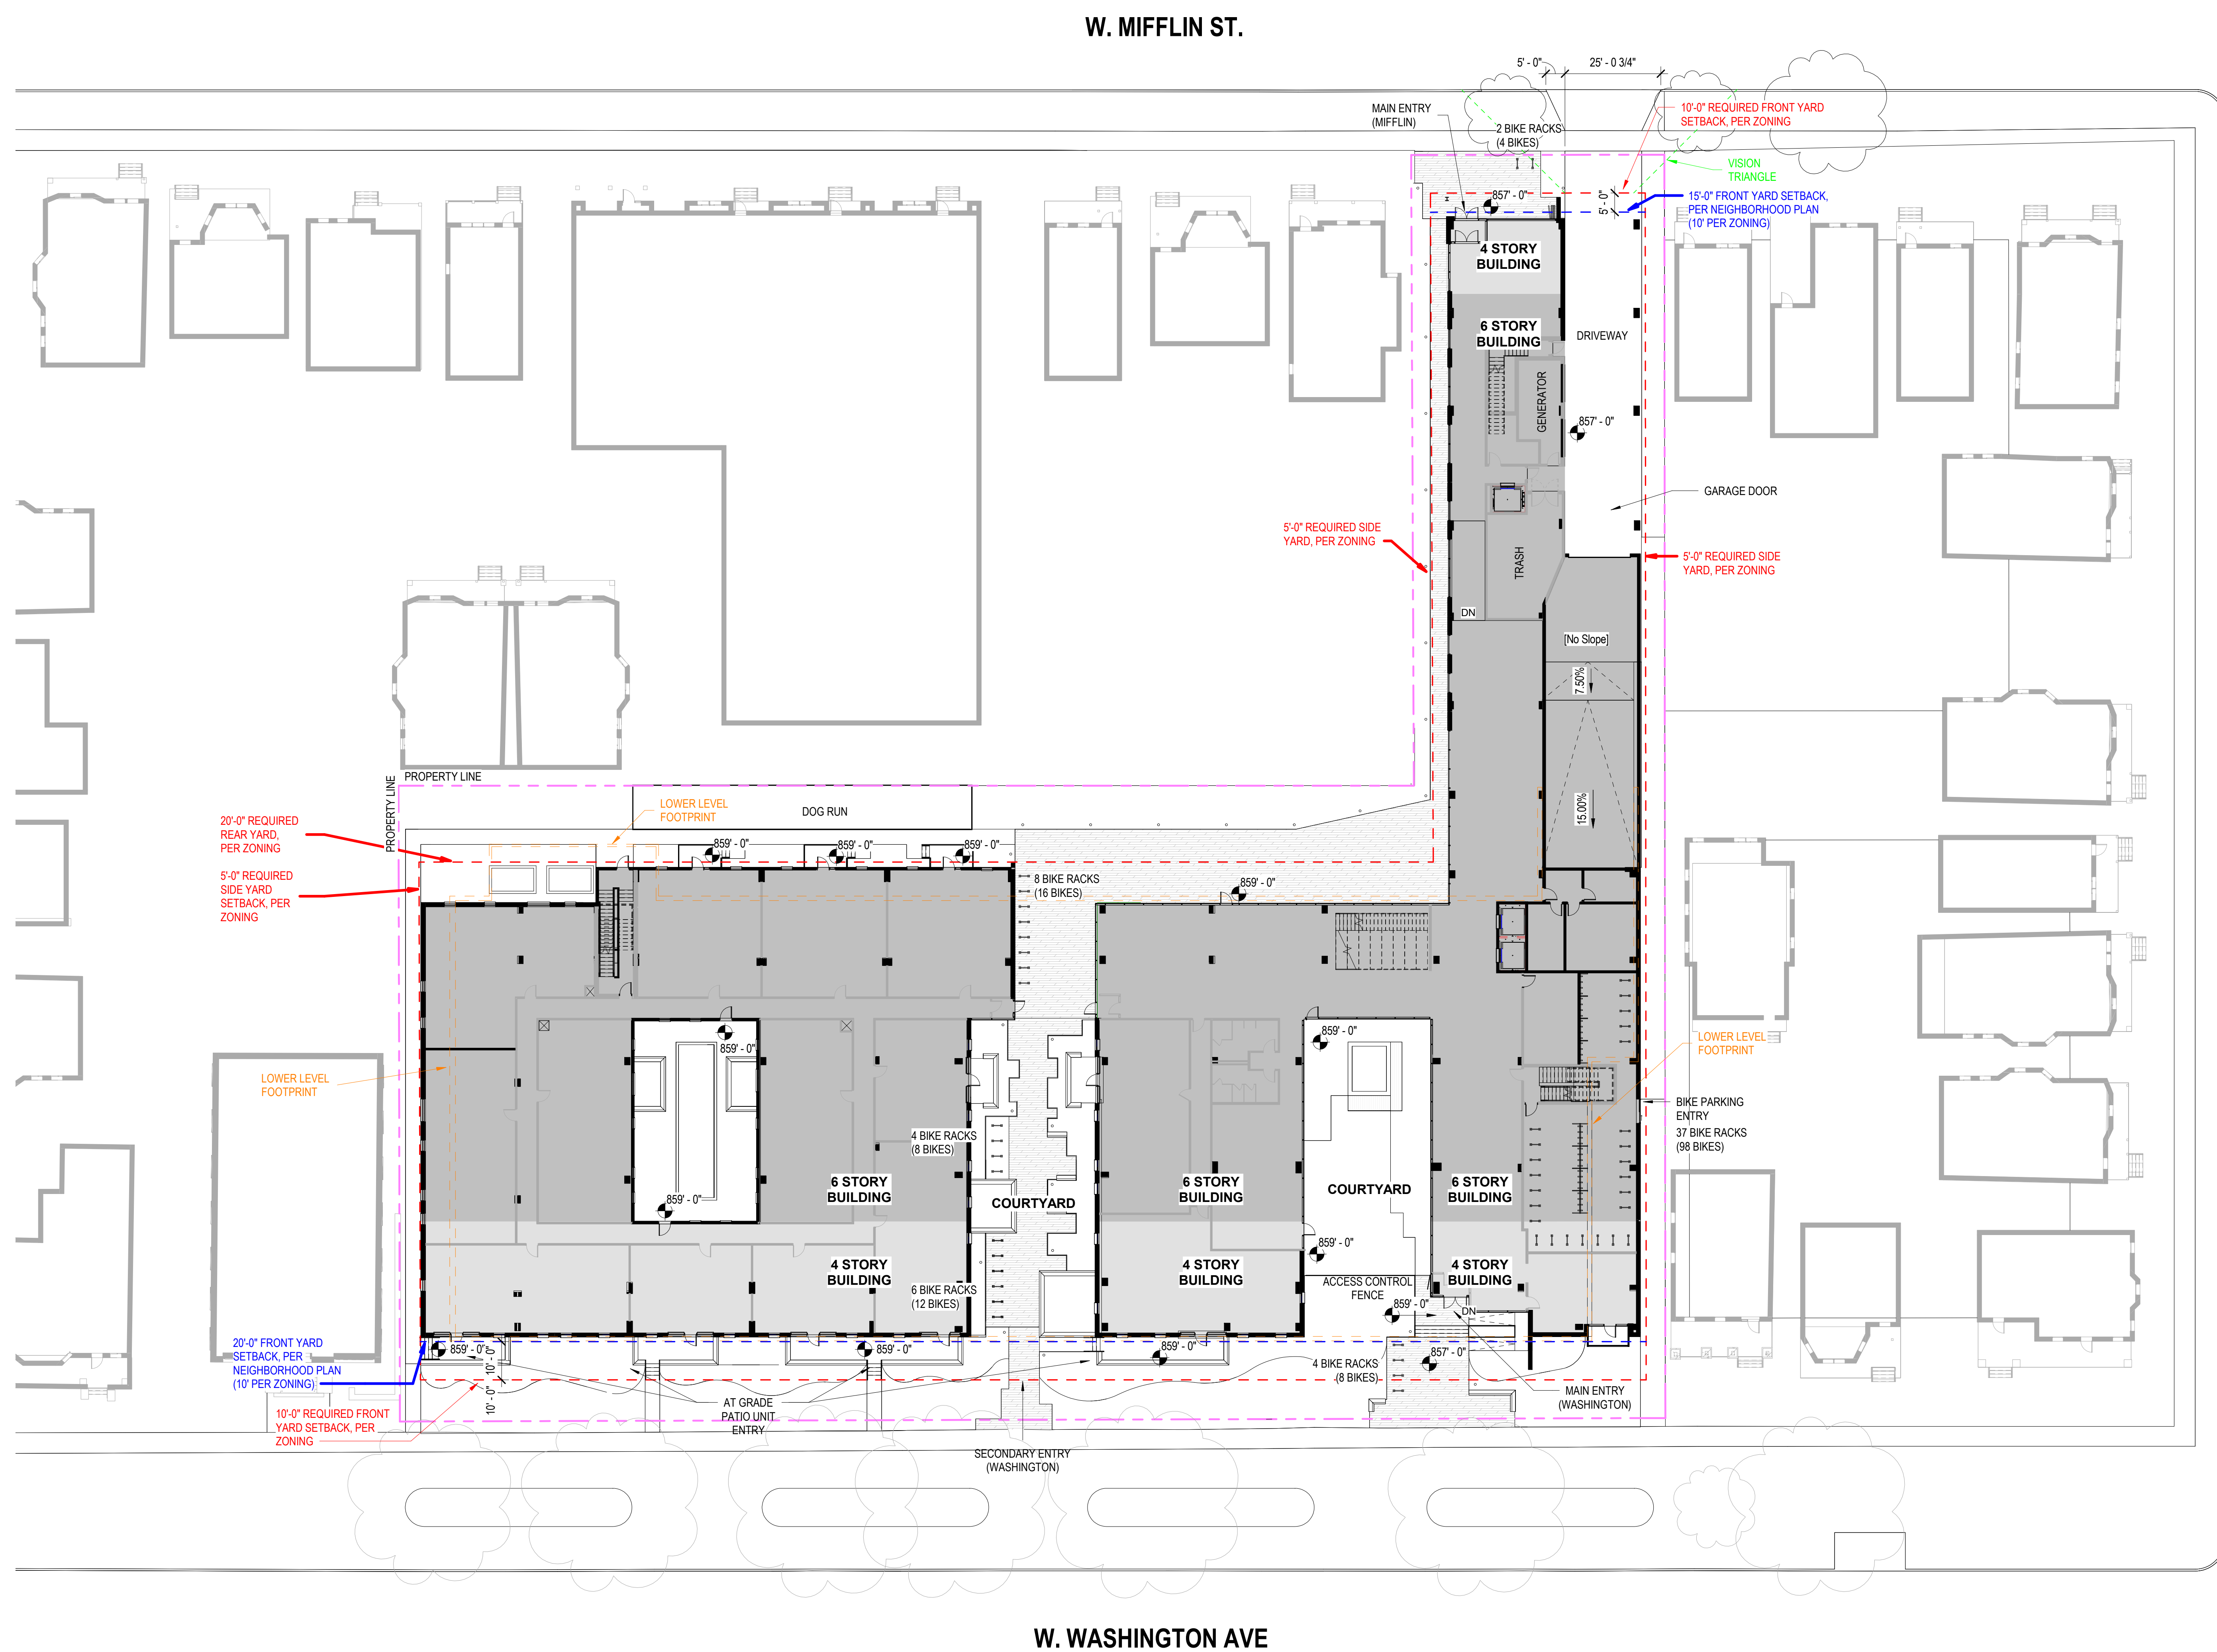 W. MIFFLIN ST.
5' - 0"
25' - 0 3/4"
MAIN ENTRY
(MIFFLIN)
2 BIKE RACKS
(4 BIKES)
10'-0" REQUIRED FRONT YARD
SETBACK, PER ZONING
VISION
TRIANGLE
857' - 0"
5' - 0"
15'-0" FRONT YARD SETBACK,
PER NEIGHBORHOOD PLAN
(10' PER ZONING)
4 STORY
BUILDING
6 STORY
BUILDING
DRIVEWAY
GENERATOR
857' - 0"
GARAGE DOOR
5'-0" REQUIRED SIDE
YARD, PER ZONING
TRASH
5'-0" REQUIRED SIDE
YARD, PER ZONING
DN
[No Slope]
7.50%
15.00%
PROPERTY LINE
PROPERTY LINE
LOWER LEVEL
FOOTPRINT
DOG RUN
20'-0" REQUIRED
REAR YARD,
PER ZONING
5'-0" REQUIRED
SIDE YARD
SETBACK, PER
ZONING
859' - 0"
859' - 0"
859' - 0"
8 BIKE RACKS
(16 BIKES)
859' - 0"
859' - 0"
859' - 0"
LOWER LEVEL
FOOTPRINT
LOWER LEVEL
FOOTPRINT
BIKE PARKING
ENTRY
37 BIKE RACKS
(98 BIKES)
4 BIKE RACKS
(8 BIKES)
859' - 0"
6 STORY
BUILDING
COURTYARD
6 STORY
BUILDING
COURTYARD
6 STORY
BUILDING
859' - 0"
4 STORY
BUILDING
4 STORY
BUILDING
4 STORY
BUILDING
6 BIKE RACKS
(12 BIKES)
ACCESS CONTROL
FENCE
859' - 0"
DN
20'-0" FRONT YARD
SETBACK, PER
NEIGHBORHOOD PLAN
(10' PER ZONING)
859' - 0"
10' - 0"
859' - 0"
859' - 0"
857' - 0"
4 BIKE RACKS
(8 BIKES)
10' - 0"
10'-0" REQUIRED FRONT
YARD SETBACK, PER
ZONING
AT GRADE
PATIO UNIT
ENTRY
MAIN ENTRY
(WASHINGTON)
SECONDARY ENTRY
(WASHINGTON)
W. WASHINGTON AVE